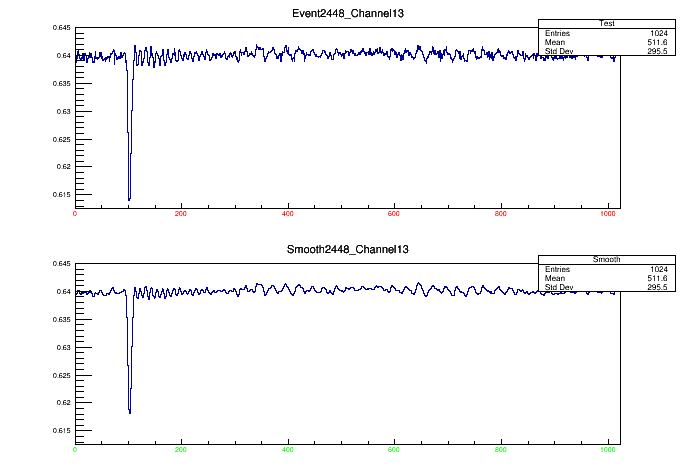 Event2448_Channel13
Test
Entries 1024
Mean 511.6
Std Dev 295.5
0.645
0.64
0.635
0.63
0.625
0.62
0.615
0 200 400 600 800 1000
Smooth2448_Channel13
Smooth
Entries 1024
Mean 511.6
Std Dev 295.5
0.645
0.64
0.635
0.63
0.625
0.62
0.615
0 200 400 600 800 1000